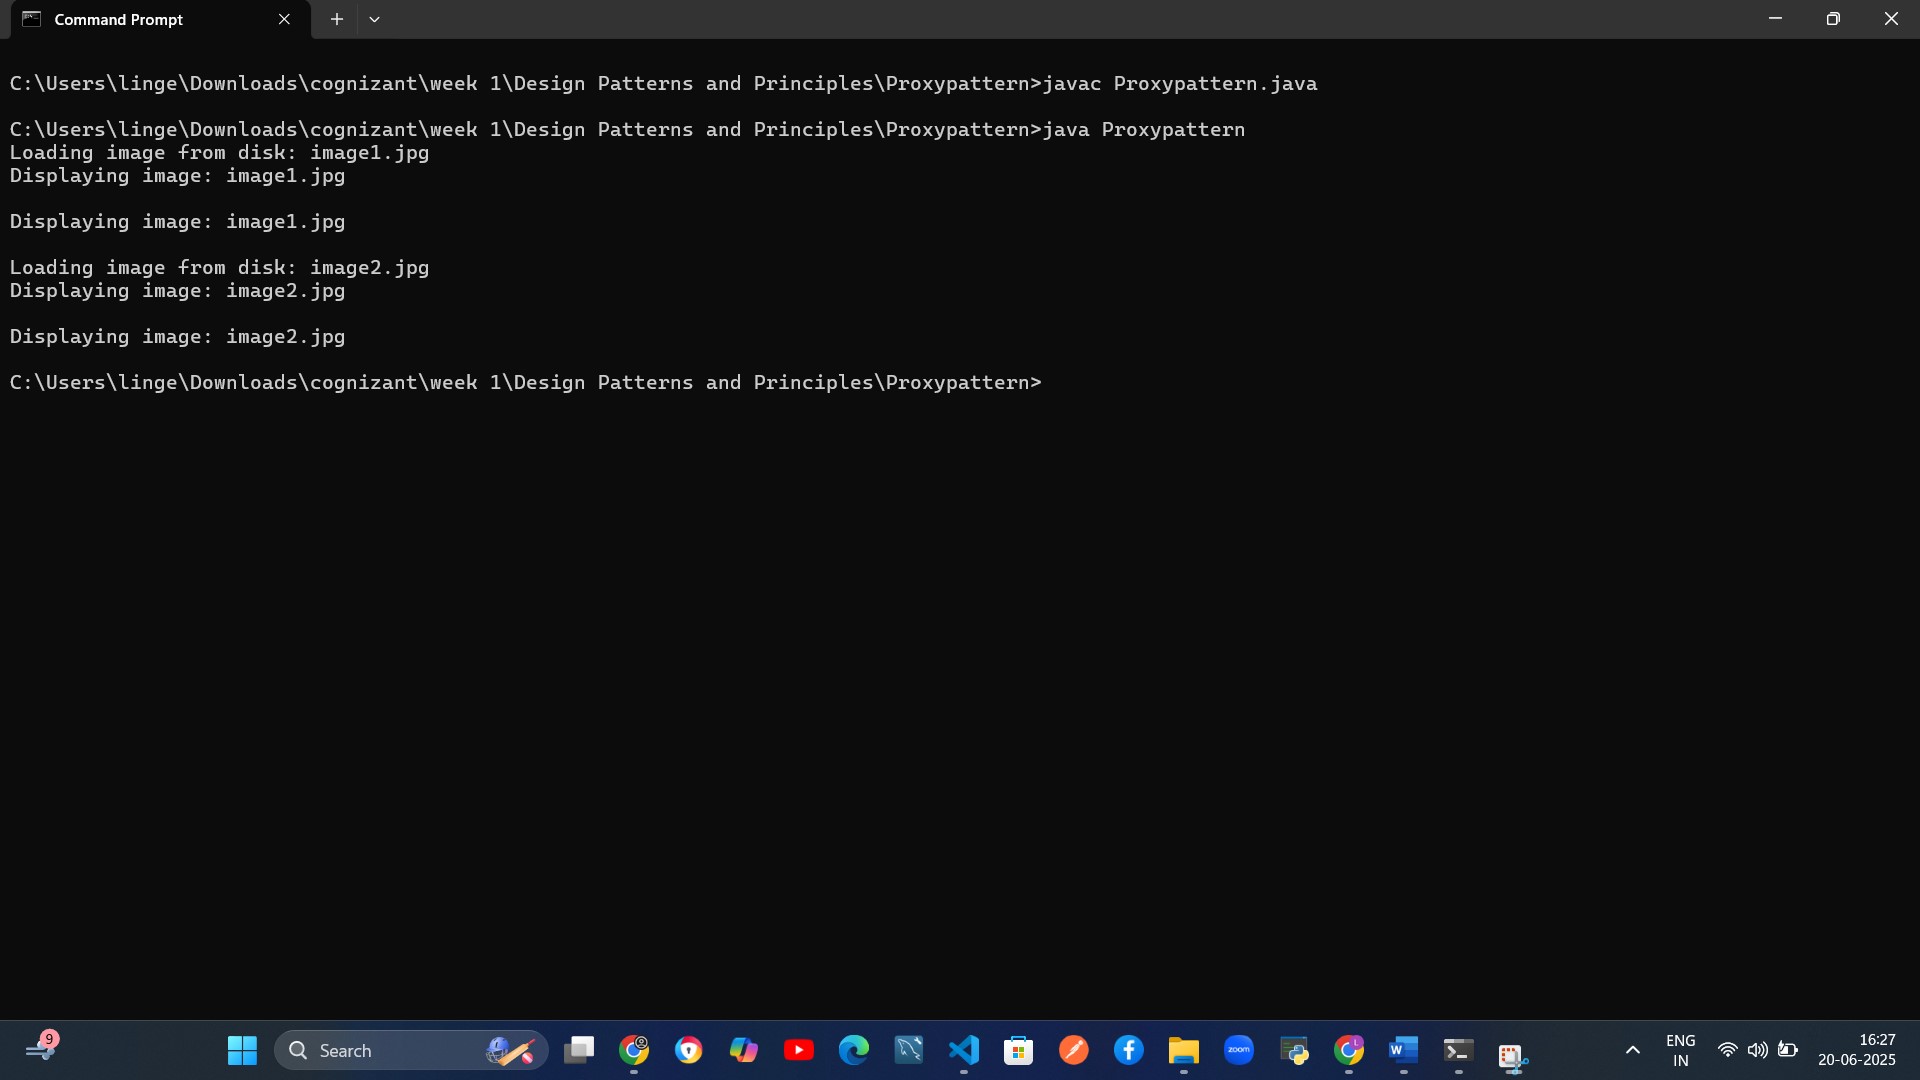 Command Prompt
C:\Users\linge\Downloads\cognizant\week 1\Design Patterns and Principles\Proxypattern>javac Proxypattern.java
C:\Users\linge\Downloads\cognizant\week 1\Design Patterns and Principles\Proxypattern>java Proxypattern
Loading image from disk: image1.jpg
Displaying image: image1.jpg
Displaying image: image1.jpg
Loading image from disk: image2.jpg
Displaying image: image2.jpg
Displaying image: image2.jpg
C:\Users\linge\Downloads\cognizant\week 1\Design Patterns and Principles\Proxypattern>
9
Search
zoom
L
W
ENG
IN
16:27
20-06-2025